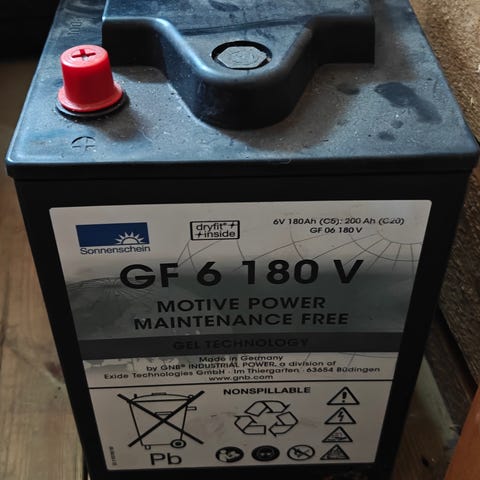 Sonnenschein
dryfit®
inside
6V 180Ah (C5); 200 Ah (C20)
GF 06 180 V
GF 6 180 V
MOTIVE POWER
MAINTENANCE FREE
GEL TECHNOLOGY
Made in Germany
by GNB® INDUSTRIAL POWER, a division of
Exide Technologies GmbH · Im Thiergarten · 63654 Büdingen
www.gnb.com
NONSPILLABLE
Pb